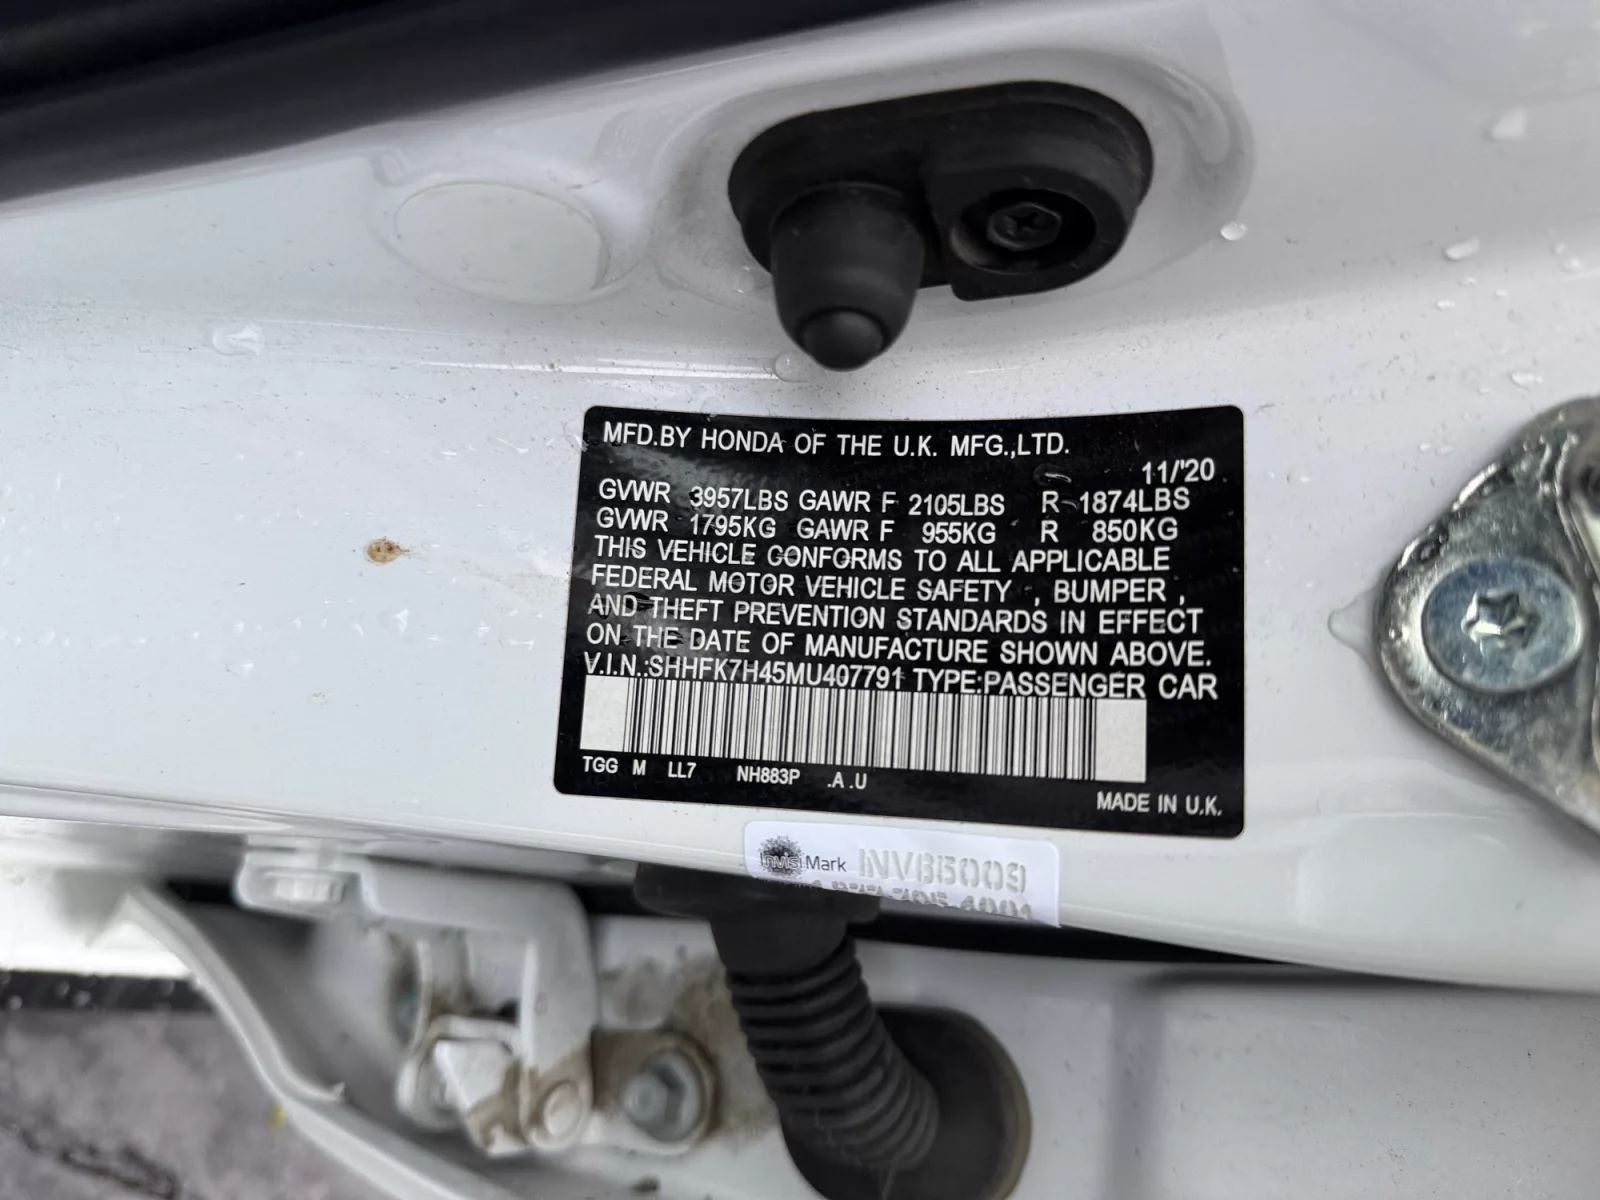 MFD.BY HONDA OF THE U.K. MFG.,LTD.
11/'20
GVWR 3957LBS GAWR F 2105LBS R 1874LBS
GVWR 1795KG GAWR F 955KG R 850KG
THIS VEHICLE CONFORMS TO ALL APPLICABLE
FEDERAL MOTOR VEHICLE SAFETY , BUMPER ,
AND THEFT PREVENTION STANDARDS IN EFFECT
ON THE DATE OF MANUFACTURE SHOWN ABOVE.
V.I.N.:SHHFK7H45MU407791 TYPE:PASSENGER CAR
TGG M LL7 NH883P .A .U
MADE IN U.K.
InvisiMark